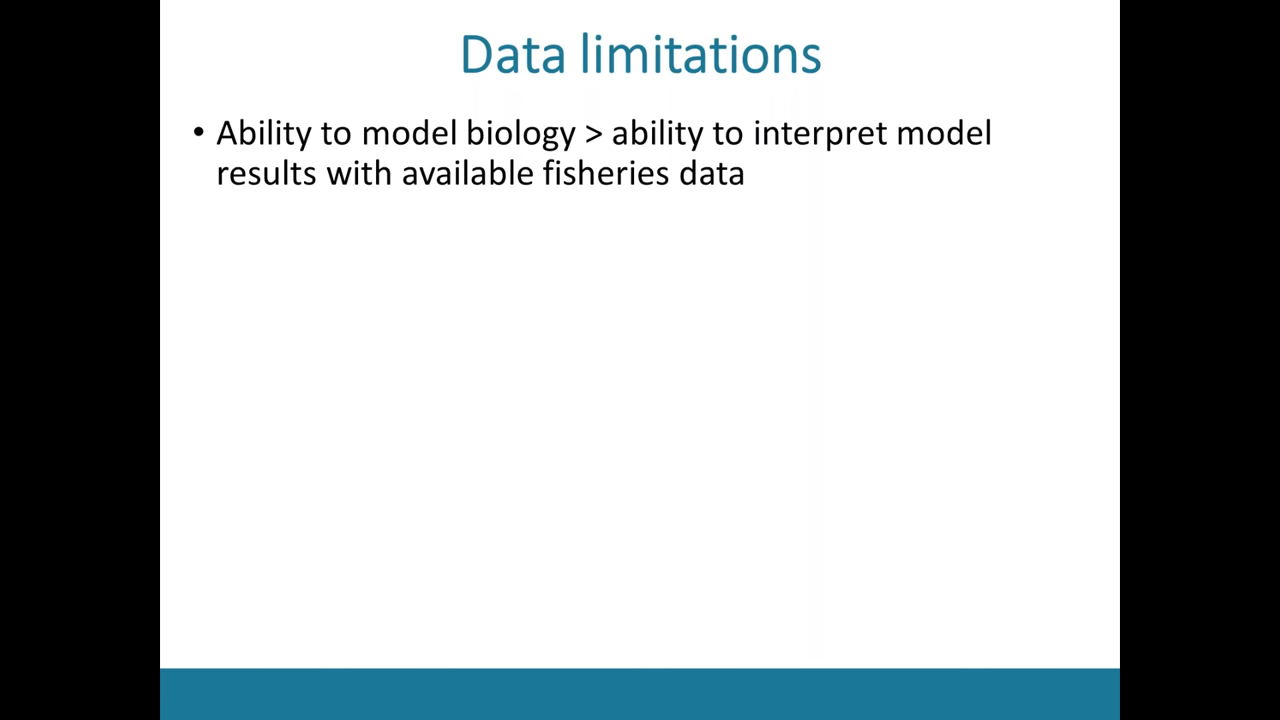 Data limitations
• Ability to model biology > ability to interpret model
results with available fisheries data